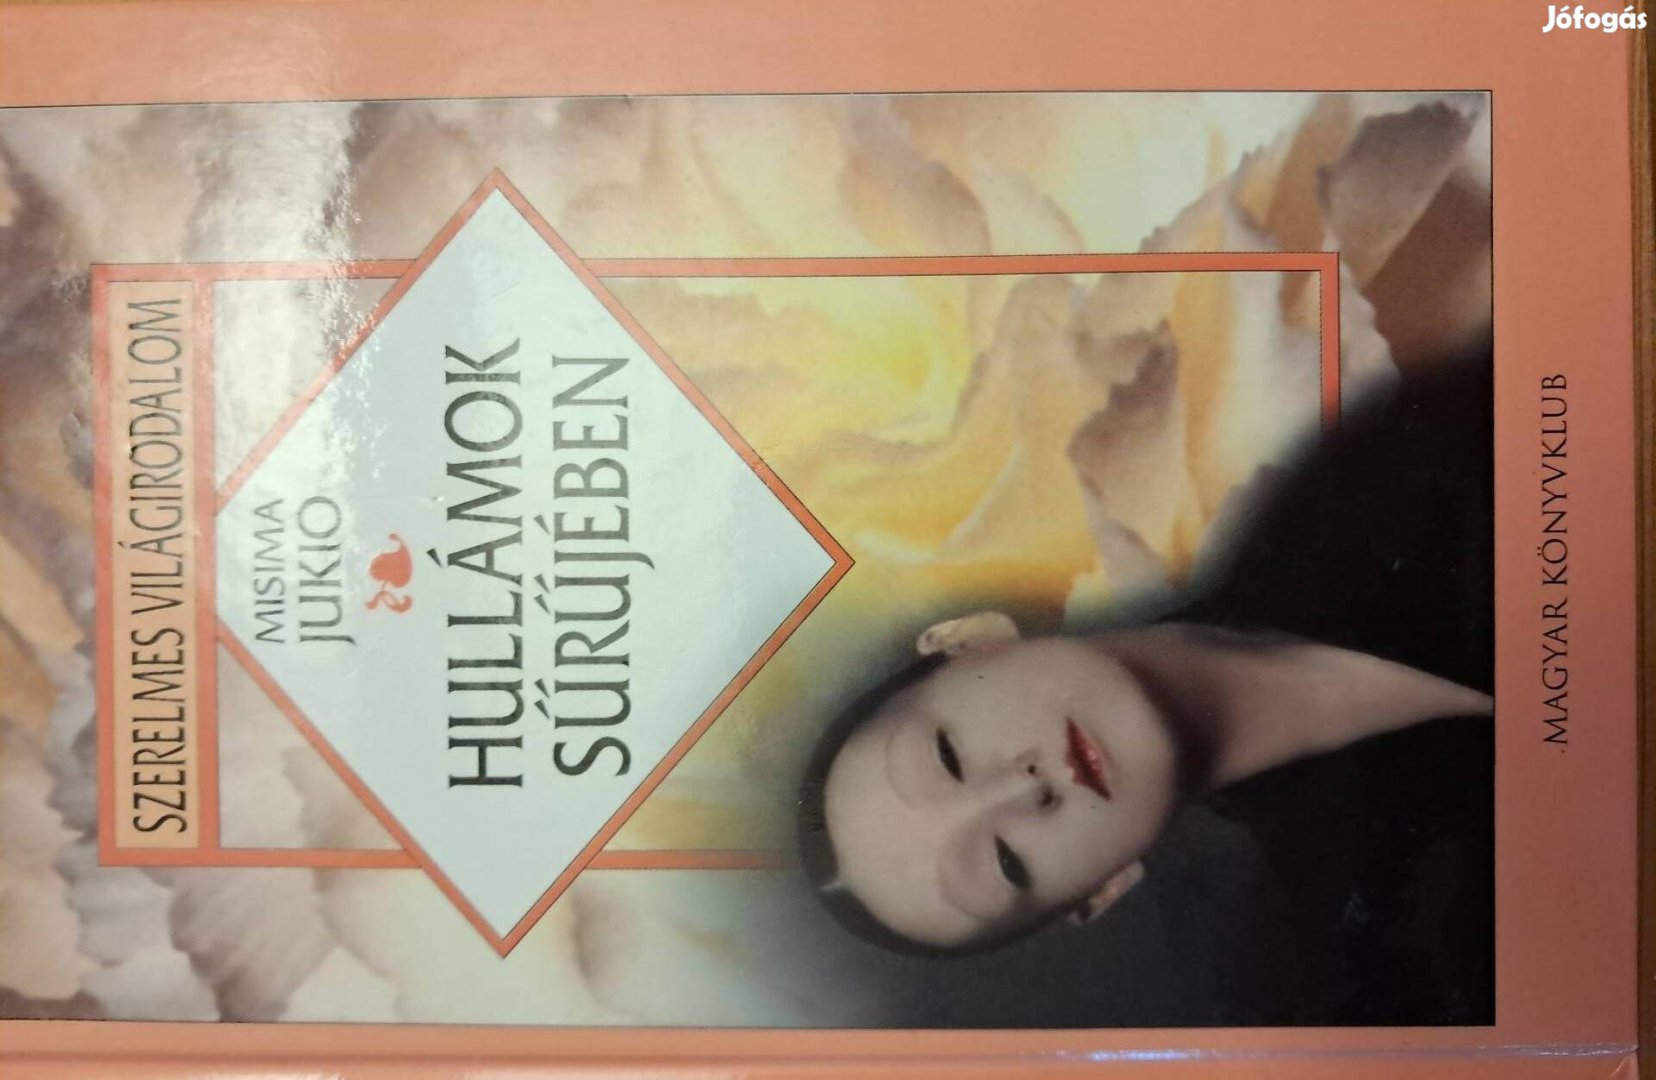 Jófogás
SZERELMES VILÁGIRODALOM
MISIMA
JUKIO
HULLÁMOK
SŰRŰJÉBEN
MAGYAR KÖNYVKLUB